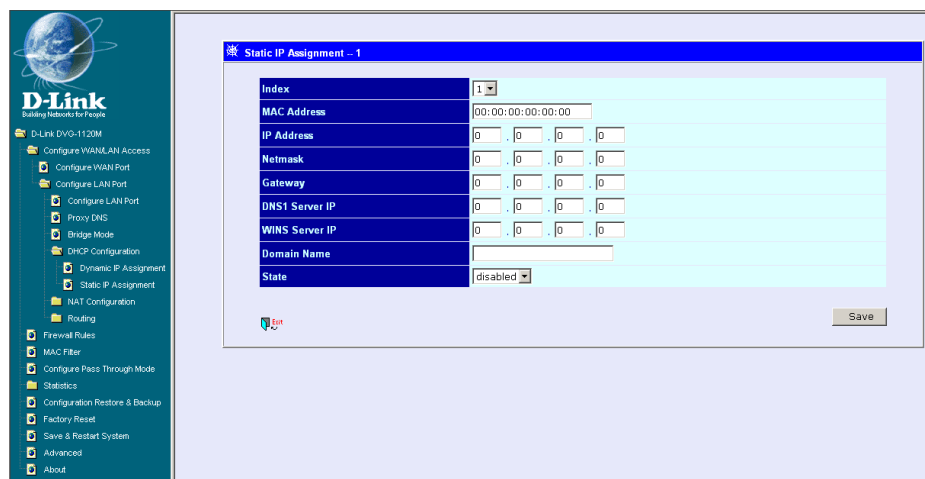 D-Link
Building Networks for People
D-Link DVG-1120M
Configure WAN/LAN Access
Configure WAN Port
Configure LAN Port
Configure LAN Port
Proxy DNS
Bridge Mode
DHCP Configuration
Dynamic IP Assignment
Static IP Assignment
NAT Configuration
Routing
Firewall Rules
MAC Filter
Configure Pass Through Mode
Statistics
Configuration Restore & Backup
Factory Reset
Save & Restart System
Advanced
About
Static IP Assignment -- 1
Index 1
MAC Address 00:00:00:00:00:00
IP Address 0 . 0 . 0 . 0
Netmask 0 . 0 . 0 . 0
Gateway 0 . 0 . 0 . 0
DNS1 Server IP 0 . 0 . 0 . 0
WINS Server IP 0 . 0 . 0 . 0
Domain Name
State disabled
Exit
Save